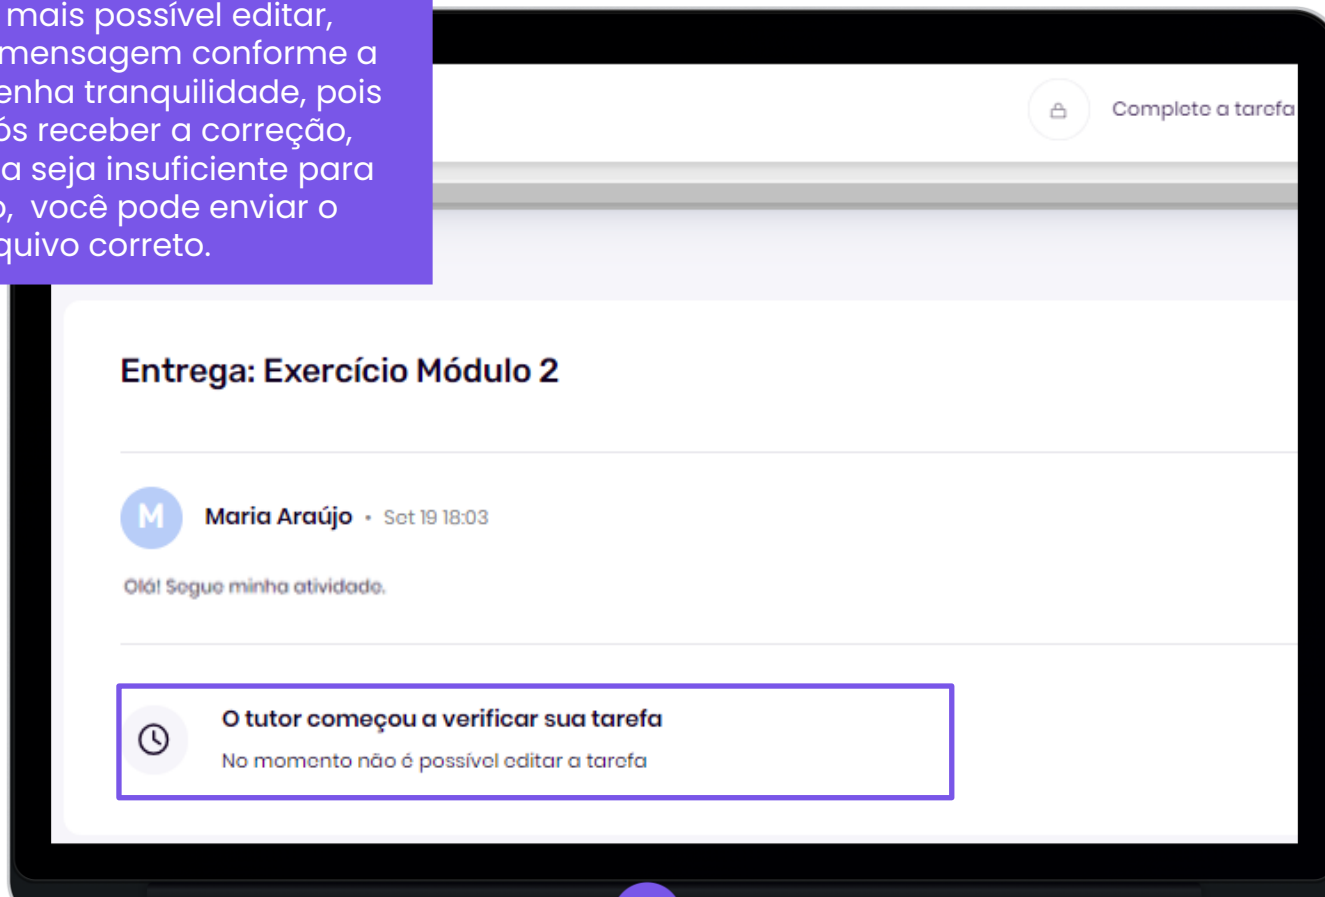 mais possível editar,
mensagem conforme a
enha tranquilidade, pois
ós receber a correção,
a seja insuficiente para
o, você pode enviar o
quivo correto.
Complete a tarefa
Entrega: Exercício Módulo 2
M
Maria Araújo • Set 19 18:03
Olá! Segue minha atividade.
O tutor começou a verificar sua tarefa
No momento não é possível editar a tarefa